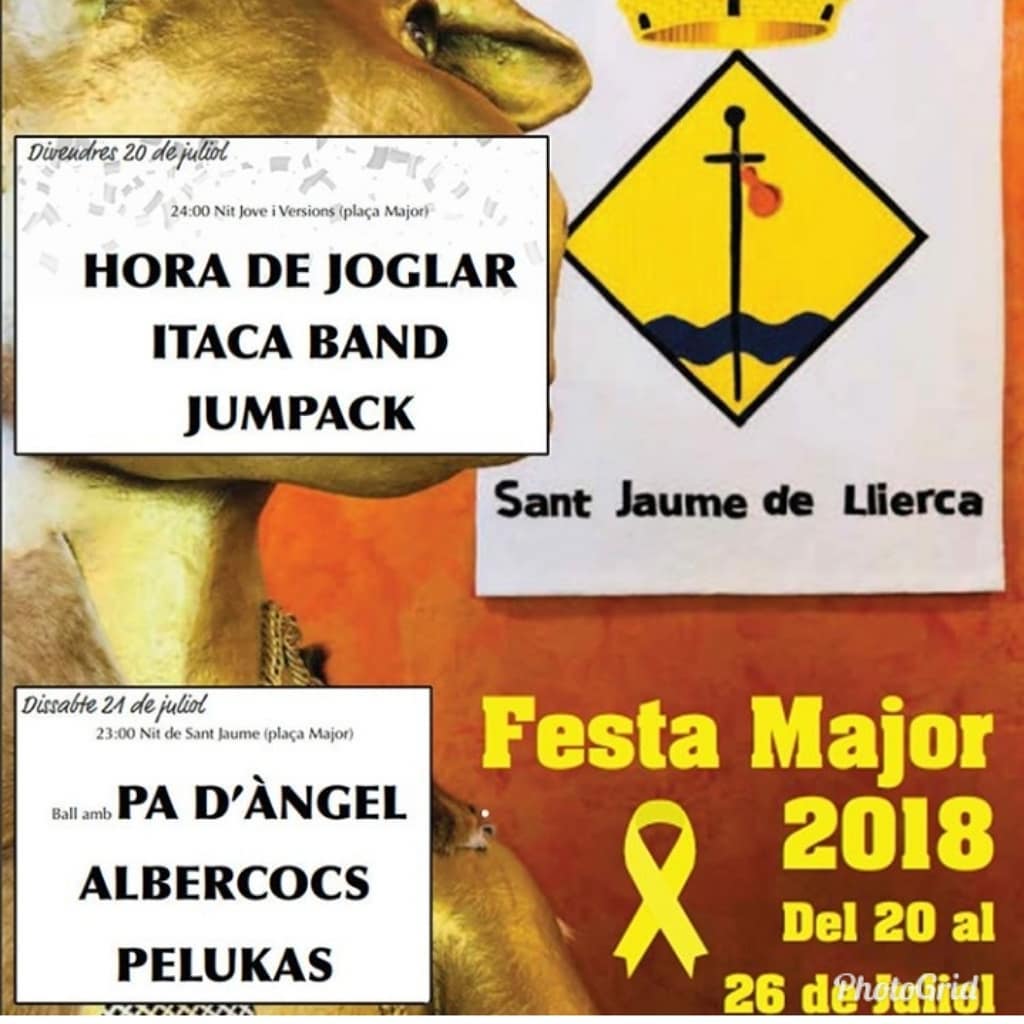 Divendres 20 de juliol
24:00 Nit Jove i Versions (plaça Major)
HORA DE JOGLAR
ITACA BAND
JUMPACK
Sant Jaume de Llierca
Dissabte 21 de juliol
23:00 Nit de Sant Jaume (plaça Major)
Ball amb PA D'ÀNGEL
ALBERCOCS
PELUKAS
Festa Major
2018
Del 20 al
26 de Juliol
PhotoGrid